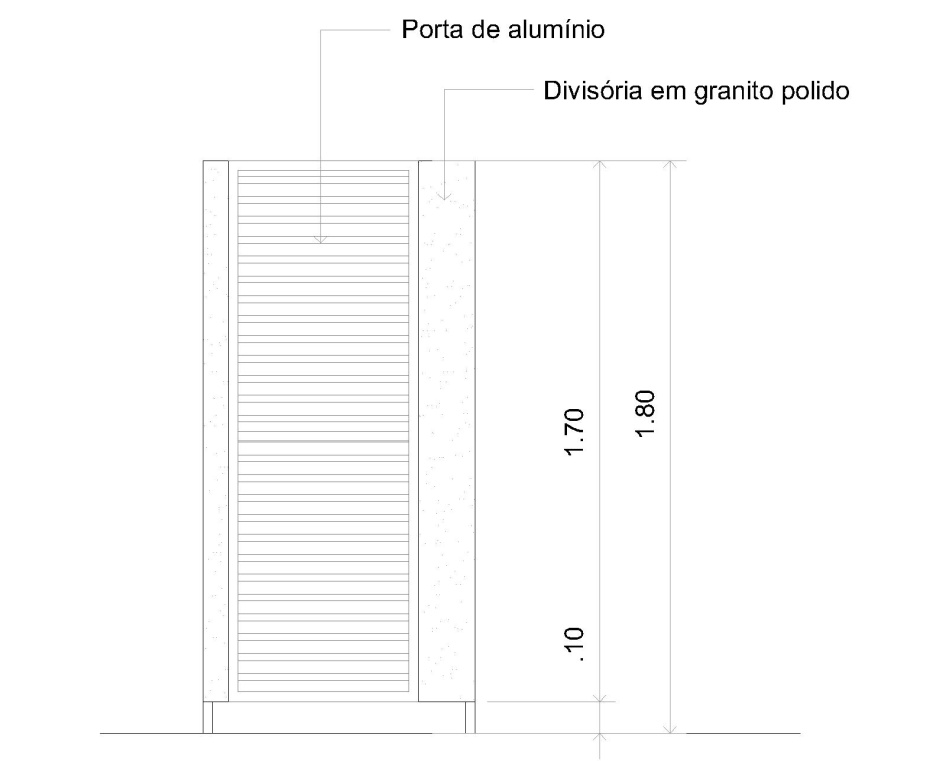 Porta de alumínio
Divisória em granito polido
1.70
1.80
.10